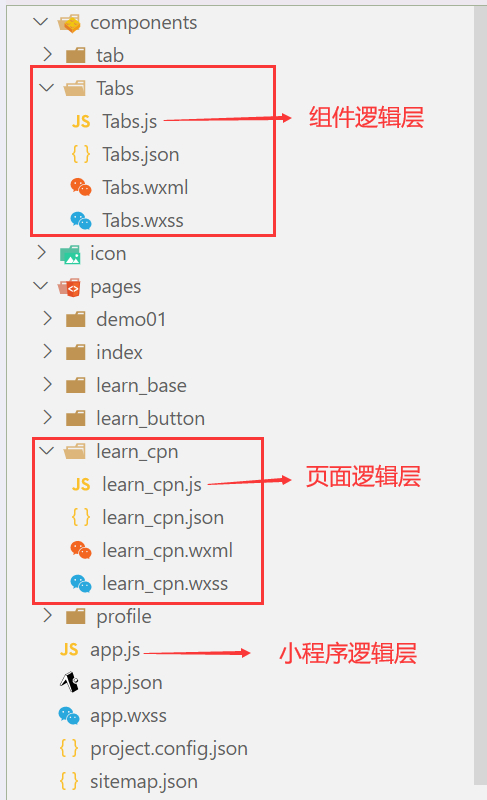 components
tab
Tabs
JS Tabs.js 组件逻辑层
{ } Tabs.json
Tabs.wxml
Tabs.wxss
icon
pages
demo01
index
learn_base
learn_button
learn_cpn
JS learn_cpn.js 页面逻辑层
{ } learn_cpn.json
learn_cpn.wxml
learn_cpn.wxss
profile
JS app.js 小程序逻辑层
app.json
app.wxss
{ } project.config.json
{ } sitemap.json